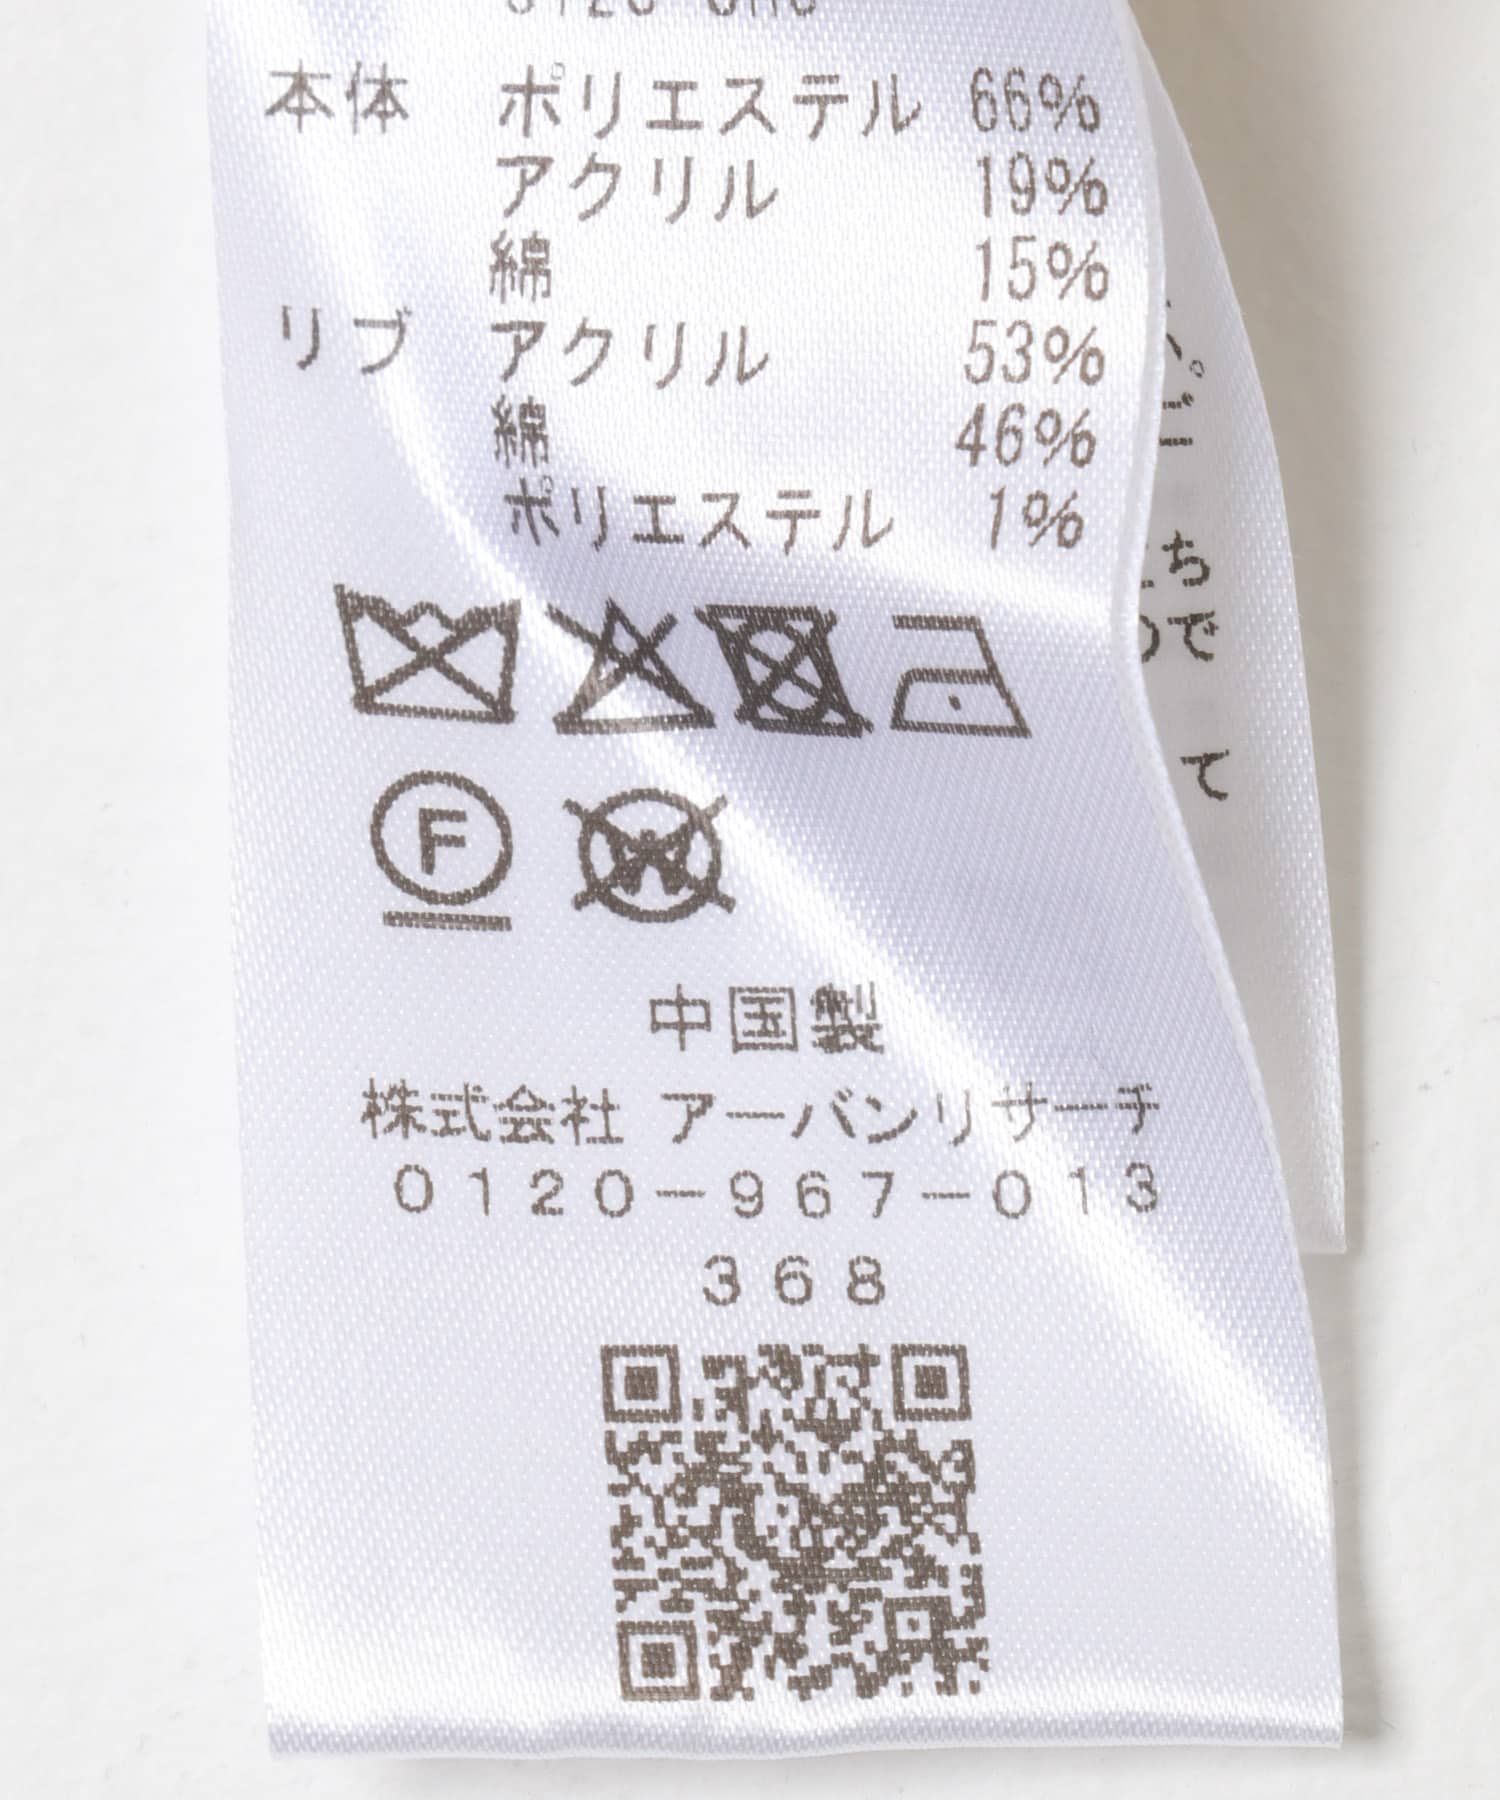 本体 ポリエステル 66%
アクリル 19%
綿 15%
リブ アクリル 53%
綿 46%
ポリエステル 1%
F
W
中国製
株式会社 アーバンリサーチ
0120-967-013
368